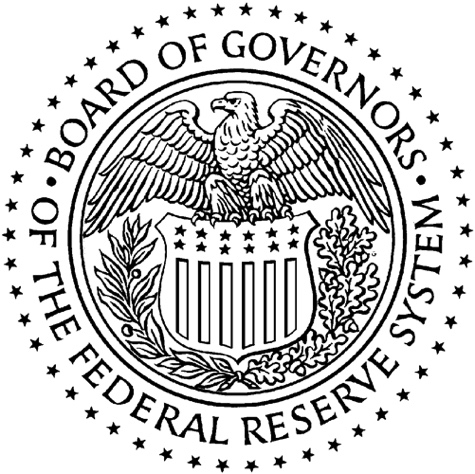 BOARD OF GOVERNORS
• OF THE FEDERAL RESERVE SYSTEM •